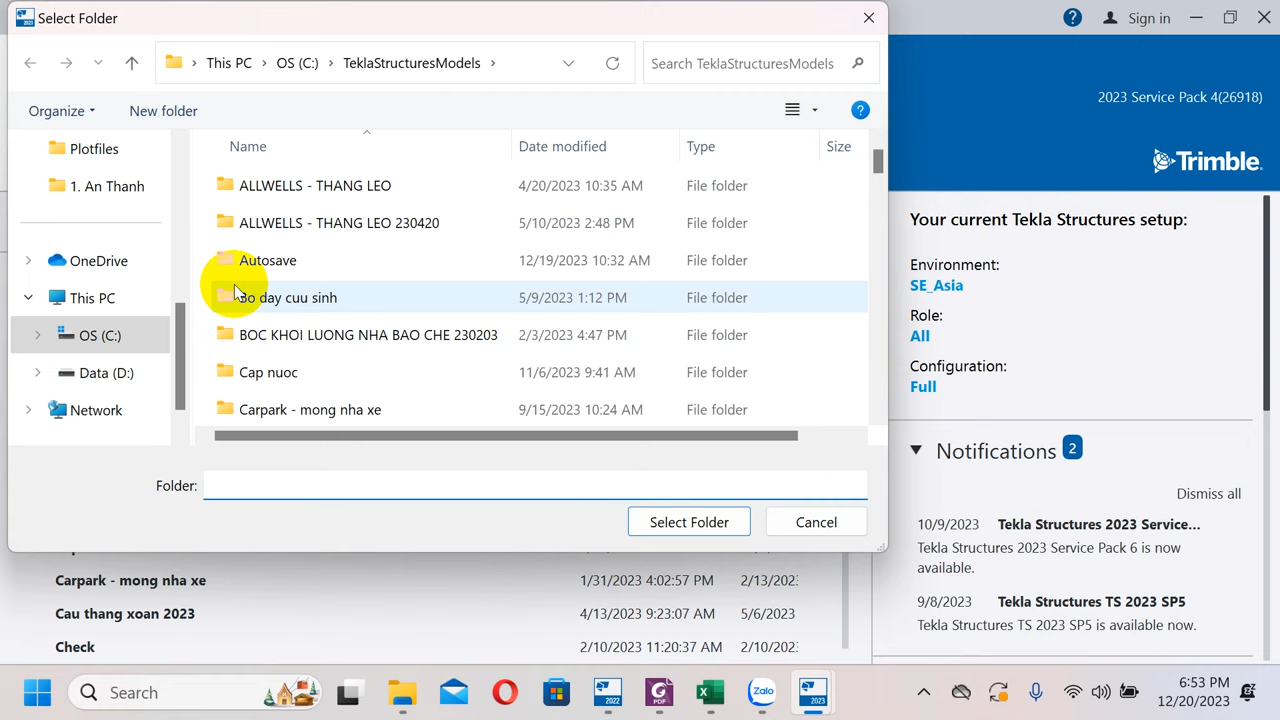 Select Folder
Sign in
This PC
OS (C:)
TeklaStructuresModels
Search TeklaStructuresModels
Organize
New folder
2023 Service Pack 4(26918)
Trimble.
Plotfiles
1. An Thanh
OneDrive
This PC
OS (C:)
Data (D:)
Network
Name
Date modified
Type
Size
ALLWELLS - THANG LEO
4/20/2023 10:35 AM
File folder
ALLWELLS - THANG LEO 230420
5/10/2023 2:48 PM
File folder
Autosave
12/19/2023 10:32 AM
File folder
day cuu sinh
5/9/2023 1:12 PM
File folder
BOC KHOI LUONG NHA BAO CHE 230203
2/3/2023 4:47 PM
File folder
Cap nuoc
11/6/2023 9:41 AM
File folder
Carpark - mong nha xe
9/15/2023 10:24 AM
File folder
Folder:
Select Folder
Cancel
Your current Tekla Structures setup:
Environment:
SE_Asia
Role:
All
Configuration:
Full
Notifications 2
Dismiss all
10/9/2023 Tekla Structures 2023 Service...
Tekla Structures 2023 Service Pack 6 is now
available.
9/8/2023 Tekla Structures TS 2023 SP5
Tekla Structures TS 2023 SP5 is available now.
Carpark - mong nha xe
1/31/2023 4:02:57 PM
2/13/202
Cau thang xoan 2023
4/13/2023 9:23:07 AM
5/6/2023
Check
2/10/2023 11:20:37 AM
2/10/202
Search
2022
PDF
Zalo
2023
6:53 PM
12/20/2023